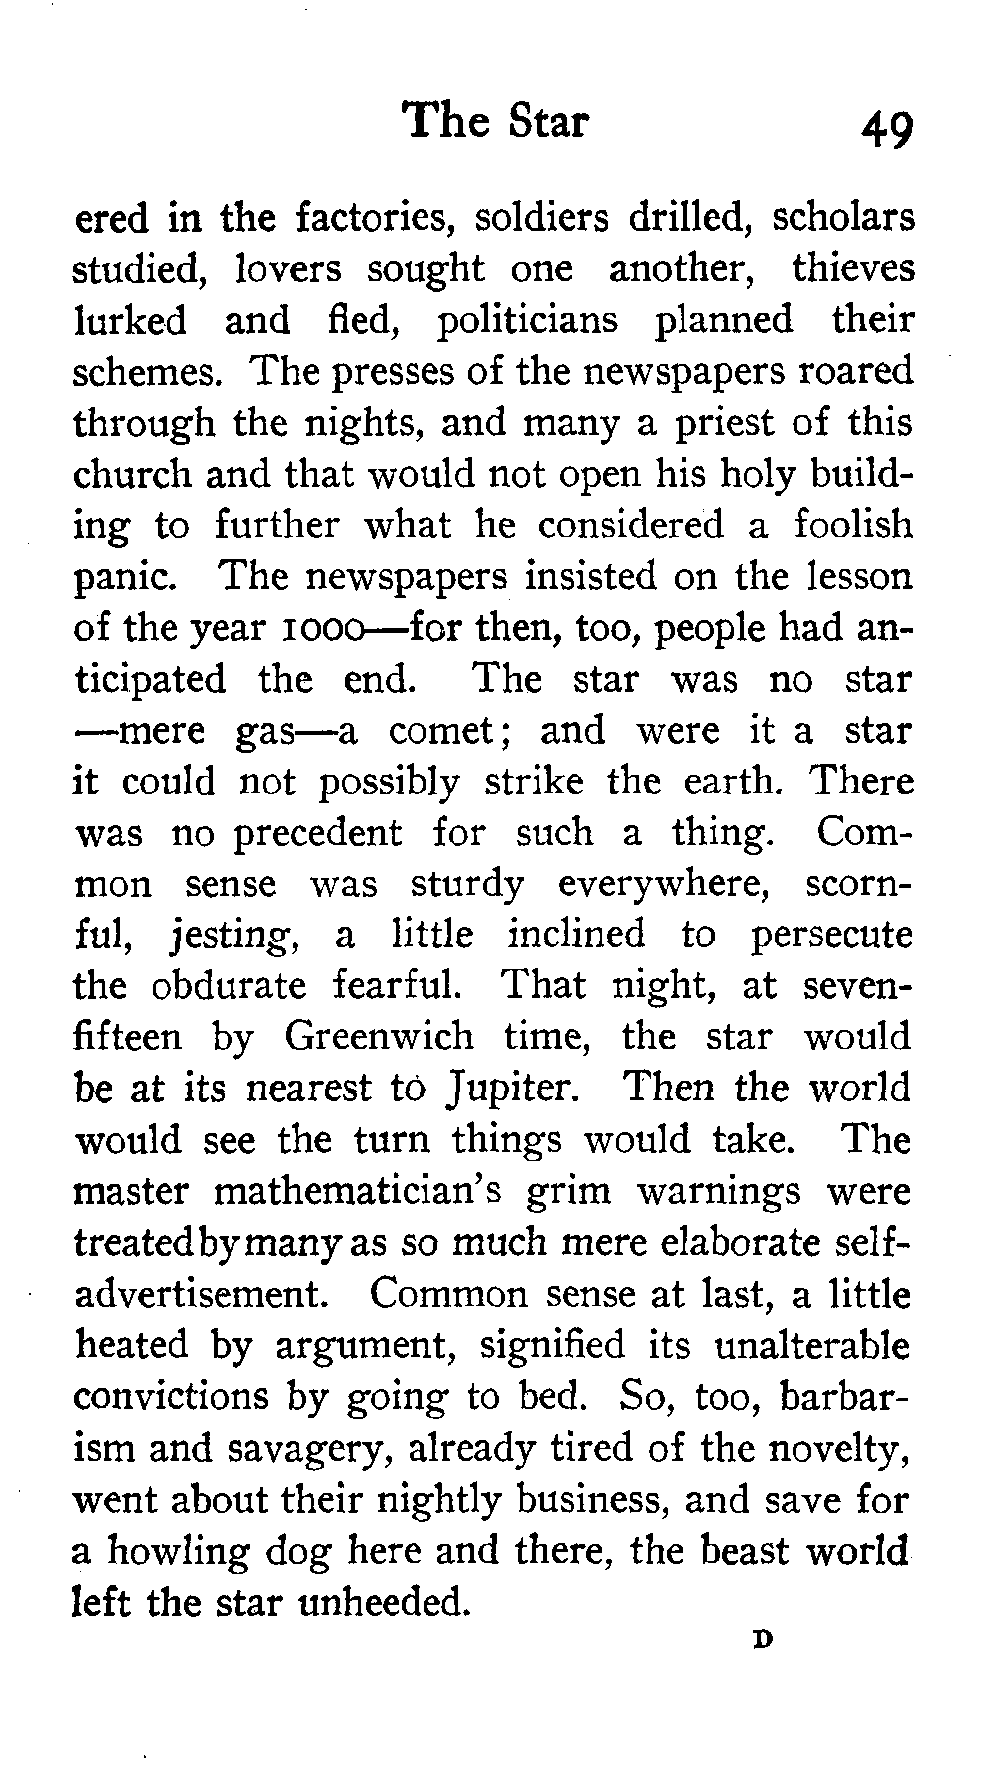 The Star 49
ered in the factories, soldiers drilled, scholars
studied, lovers sought one another, thieves
lurked and fled, politicians planned their
schemes. The presses of the newspapers roared
through the nights, and many a priest of this
church and that would not open his holy build-
ing to further what he considered a foolish
panic. The newspapers insisted on the lesson
of the year 1000—for then, too, people had an-
ticipated the end. The star was no star
—mere gas—a comet; and were it a star
it could not possibly strike the earth. There
was no precedent for such a thing. Com-
mon sense was sturdy everywhere, scorn-
ful, jesting, a little inclined to persecute
the obdurate fearful. That night, at seven-
fifteen by Greenwich time, the star would
be at its nearest to Jupiter. Then the world
would see the turn things would take. The
master mathematician's grim warnings were
treated by many as so much mere elaborate self-
advertisement. Common sense at last, a little
heated by argument, signified its unalterable
convictions by going to bed. So, too, barbar-
ism and savagery, already tired of the novelty,
went about their nightly business, and save for
a howling dog here and there, the beast world
left the star unheeded.
D